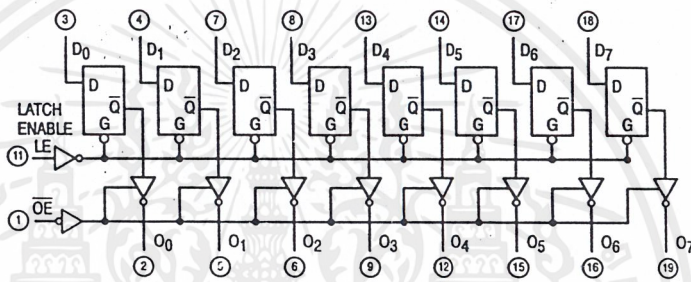 3 4 7 8 13 14 17 18
D0 D1 D2 D3 D4 D5 D6 D7
D D D D D D D D
Q̅ Q̅ Q̅ Q̅ Q̅ Q̅ Q̅ Q̅
G G G G G G G G
LATCH
ENABLE
11 LE
1 O̅E̅
O0 O1 O2 O3 O4 O5 O6 O7
2 5 6 9 12 15 16 19